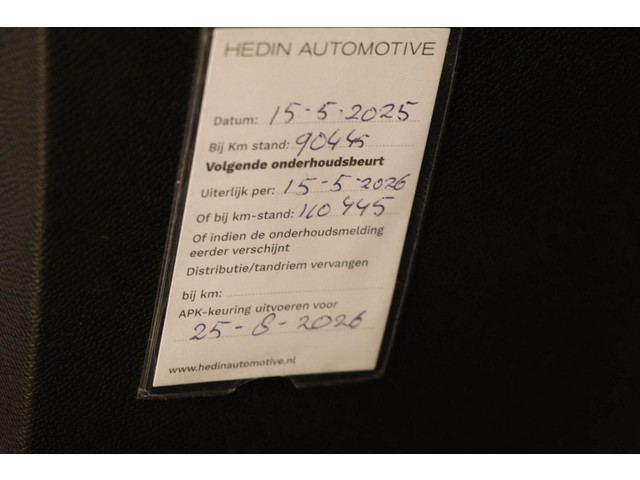 HEDIN AUTOMOTIVE
Datum: 15-5-2025
Bij Km stand: 90445
Volgende onderhoudsbeurt
Uiterlijk per: 15-5-2026
Of bij km-stand: 110445
Of indien de onderhoudsmelding
eerder verschijnt
Distributie/tandriem vervangen
bij km:
APK-keuring uitvoeren voor
25-8-2026
www.hedinautomotive.nl